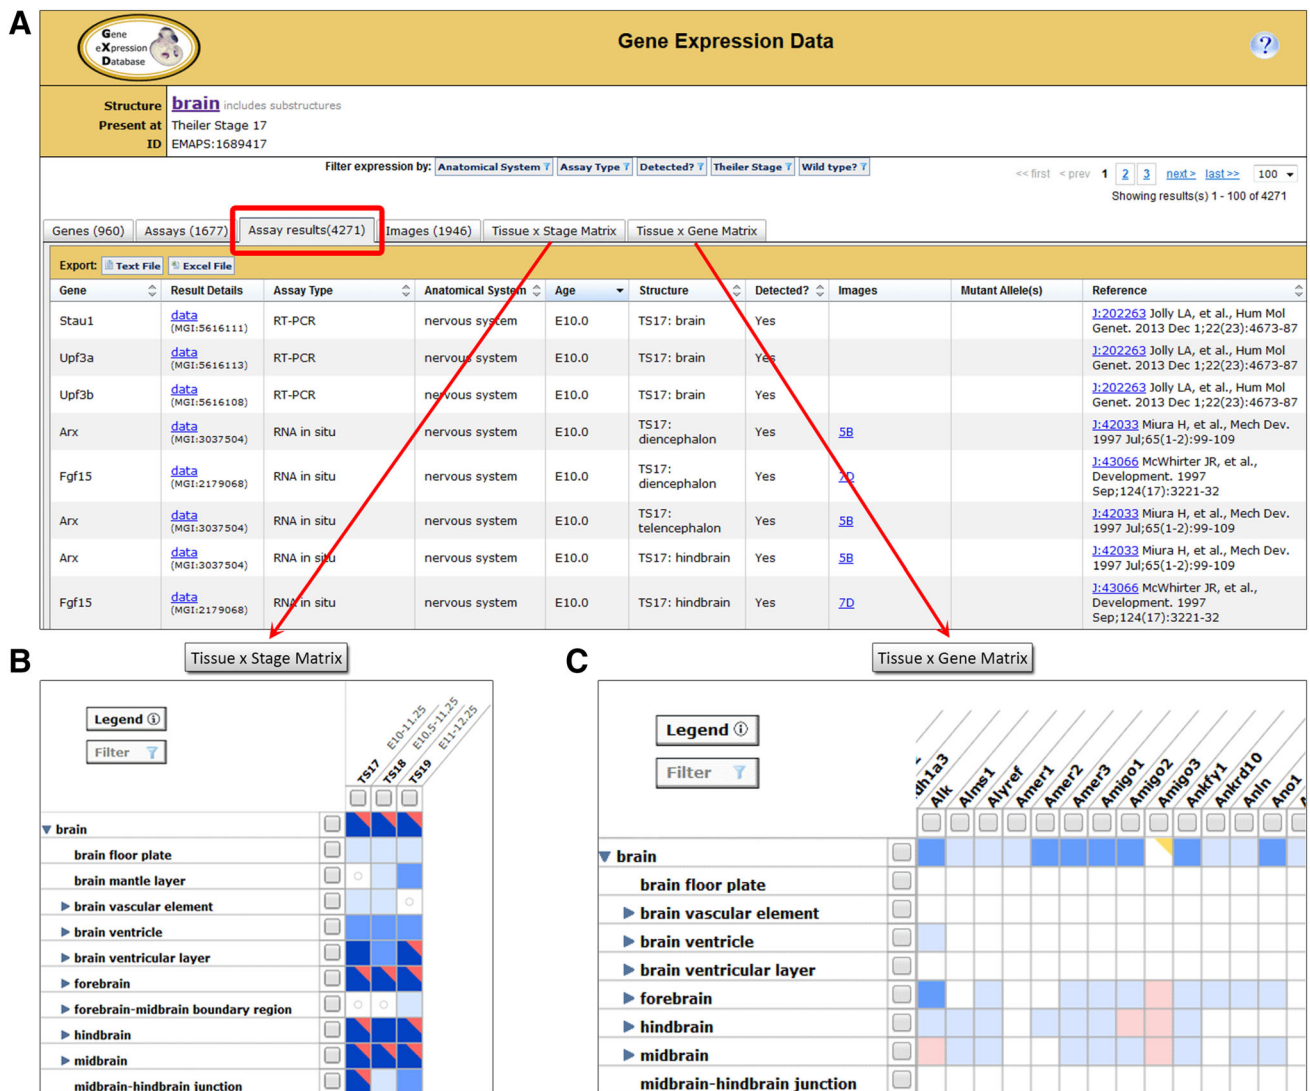 A
Gene
eXpression
Database
Gene Expression Data
?
Structure brain includes substructures
Present at Theiler Stage 17
ID EMAPS:1689417
Filter expression by: Anatomical System Assay Type Detected? Theiler Stage Wild type?
<< first < prev 1 2 3 next > last >> 100
Showing results(s) 1 - 100 of 4271
Genes (960) Assays (1677) Assay results(4271) Images (1946) Tissue x Stage Matrix Tissue x Gene Matrix
Export: Text File Excel File
Gene Result Details Assay Type Anatomical System Age Structure Detected? Images Mutant Allele(s) Reference
Stau1 data RT-PCR nervous system E10.0 TS17: brain Yes J:202263 Jolly LA, et al., Hum Mol
(MGI:5616111) Genet. 2013 Dec 1;22(23):4673-87
Upf3a data RT-PCR nervous system E10.0 TS17: brain Yes J:202263 Jolly LA, et al., Hum Mol
(MGI:5616113) Genet. 2013 Dec 1;22(23):4673-87
Upf3b data RT-PCR nervous system E10.0 TS17: brain Yes J:202263 Jolly LA, et al., Hum Mol
(MGI:5616108) Genet. 2013 Dec 1;22(23):4673-87
Arx data RNA in situ nervous system E10.0 TS17: Yes 5B J:42033 Miura H, et al., Mech Dev.
(MGI:3037504) diencephalon 1997 Jul;65(1-2):99-109
Fgf15 data RNA in situ nervous system E10.0 TS17: Yes 7D J:43066 McWhirter JR, et al.,
(MGI:2179068) diencephalon Development. 1997
Sep;124(17):3221-32
Arx data RNA in situ nervous system E10.0 TS17: Yes 5B J:42033 Miura H, et al., Mech Dev.
(MGI:3037504) telencephalon 1997 Jul;65(1-2):99-109
Arx data RNA in situ nervous system E10.0 TS17: hindbrain Yes 5B J:42033 Miura H, et al., Mech Dev.
(MGI:3037504) 1997 Jul;65(1-2):99-109
Fgf15 data RNA in situ nervous system E10.0 TS17: hindbrain Yes 7D J:43066 McWhirter JR, et al.,
(MGI:2179068) Development. 1997
Sep;124(17):3221-32
B
Tissue x Stage Matrix
Legend
Filter
TS17 E10-11.25
TS18 E10.5-11.25
TS19 E11-12.25
brain
brain floor plate
brain mantle layer
brain vascular element
brain ventricle
brain ventricular layer
forebrain
forebrain-midbrain boundary region
hindbrain
midbrain
midbrain-hindbrain junction
C
Tissue x Gene Matrix
Legend
Filter
dh1a3
Alk
Alms1
Alyref
Amer1
Amer2
Amer3
Amigo1
Amigo2
Amigo3
Ankfy1
Ankrd10
Anln
Ano1
brain
brain floor plate
brain vascular element
brain ventricle
brain ventricular layer
forebrain
hindbrain
midbrain
midbrain-hindbrain junction